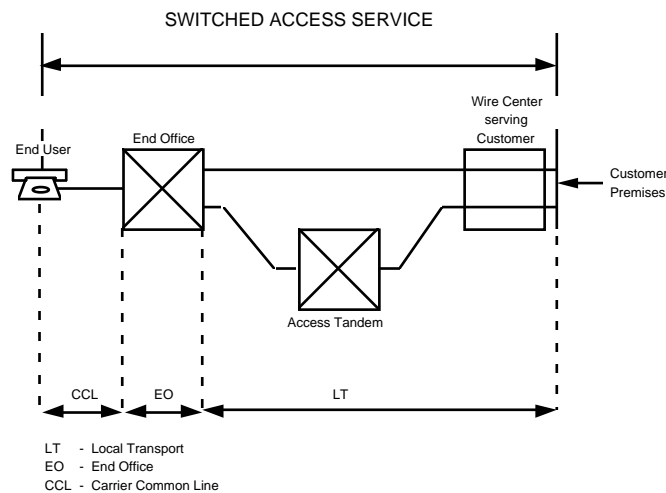 SWITCHED ACCESS SERVICE
Wire Center
serving
Customer
End User
End Office
Customer
Premises
Access Tandem
CCL
EO
LT
LT - Local Transport
EO - End Office
CCL - Carrier Common Line